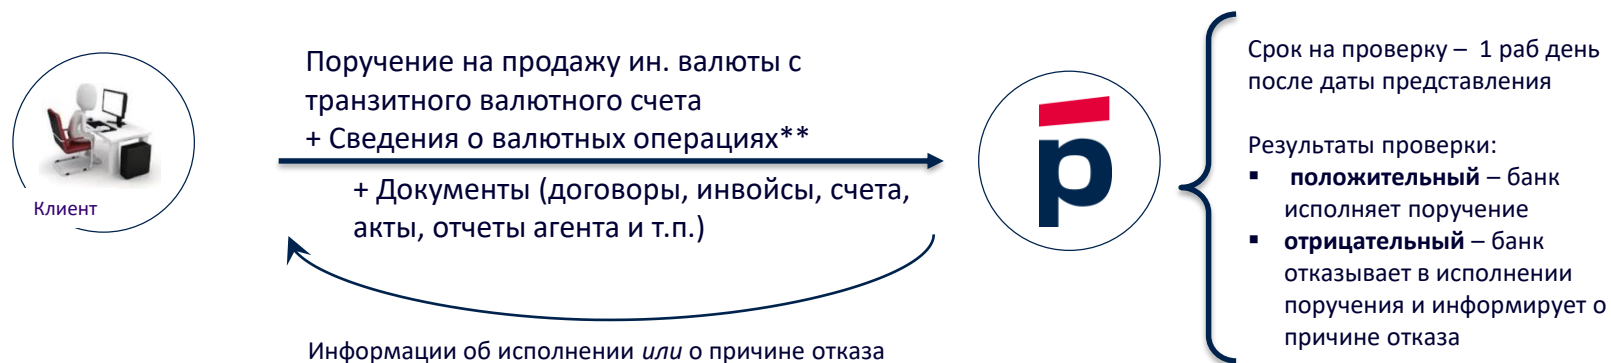 Клиент
Поручение на продажу ин. валюты с
транзитного валютного счета
+ Сведения о валютных операциях**
+ Документы (договоры, инвойсы, счета,
акты, отчеты агента и т.п.)
Информации об исполнении или о причине отказа
р
Срок на проверку – 1 раб день
после даты представления
Результаты проверки:
▪ положительный – банк
исполняет поручение
▪ отрицательный – банк
отказывает в исполнении
поручения и информирует о
причине отказа